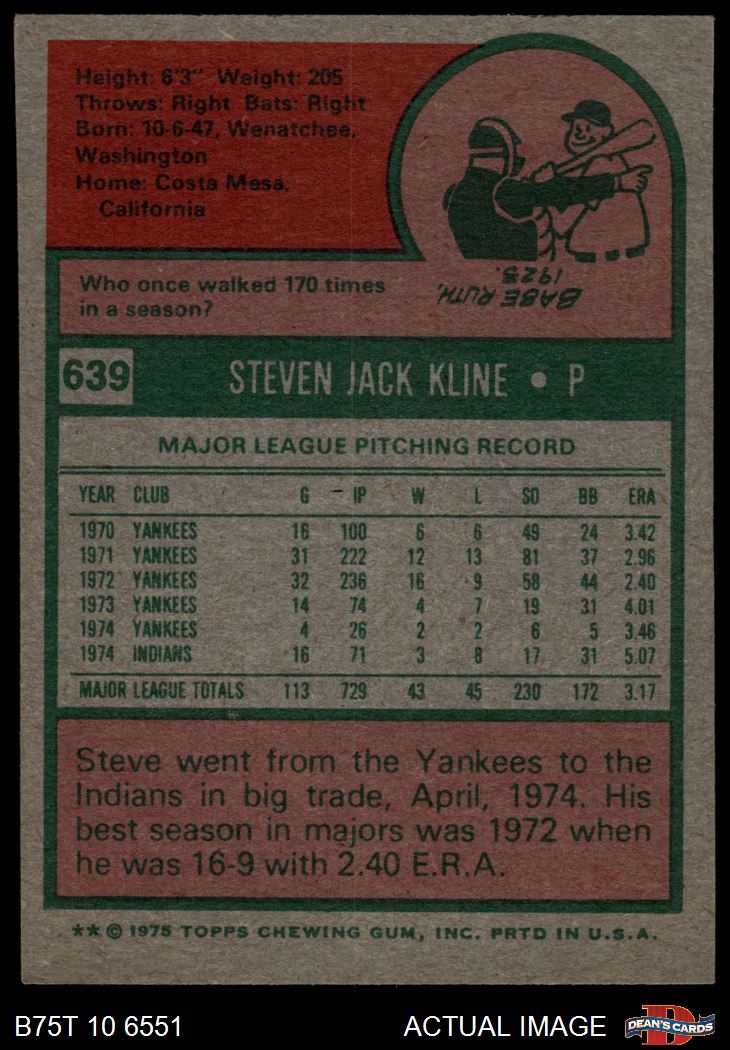 Height: 6'3" Weight: 205
Throws: Right Bats: Right
Born: 10-6-47, Wenatchee,
Washington
Home: Costa Mesa,
California
Who once walked 170 times
in a season?
BABE RUTH,
1923.
639
STEVEN JACK KLINE • P
MAJOR LEAGUE PITCHING RECORD
YEAR CLUB G IP W L SO BB ERA
1970 YANKEES 16 100 6 6 49 24 3.42
1971 YANKEES 31 222 12 13 81 37 2.96
1972 YANKEES 32 236 16 9 58 44 2.40
1973 YANKEES 14 74 4 7 19 31 4.01
1974 YANKEES 4 26 2 2 6 5 3.46
1974 INDIANS 16 71 3 8 17 31 5.07
MAJOR LEAGUE TOTALS 113 729 43 45 230 172 3.17
Steve went from the Yankees to the
Indians in big trade, April, 1974. His
best season in majors was 1972 when
he was 16-9 with 2.40 E.R.A.
** © 1975 TOPPS CHEWING GUM, INC. PRTD IN U.S.A.
B75T 10 6551 ACTUAL IMAGE
D
DEAN'S CARDS